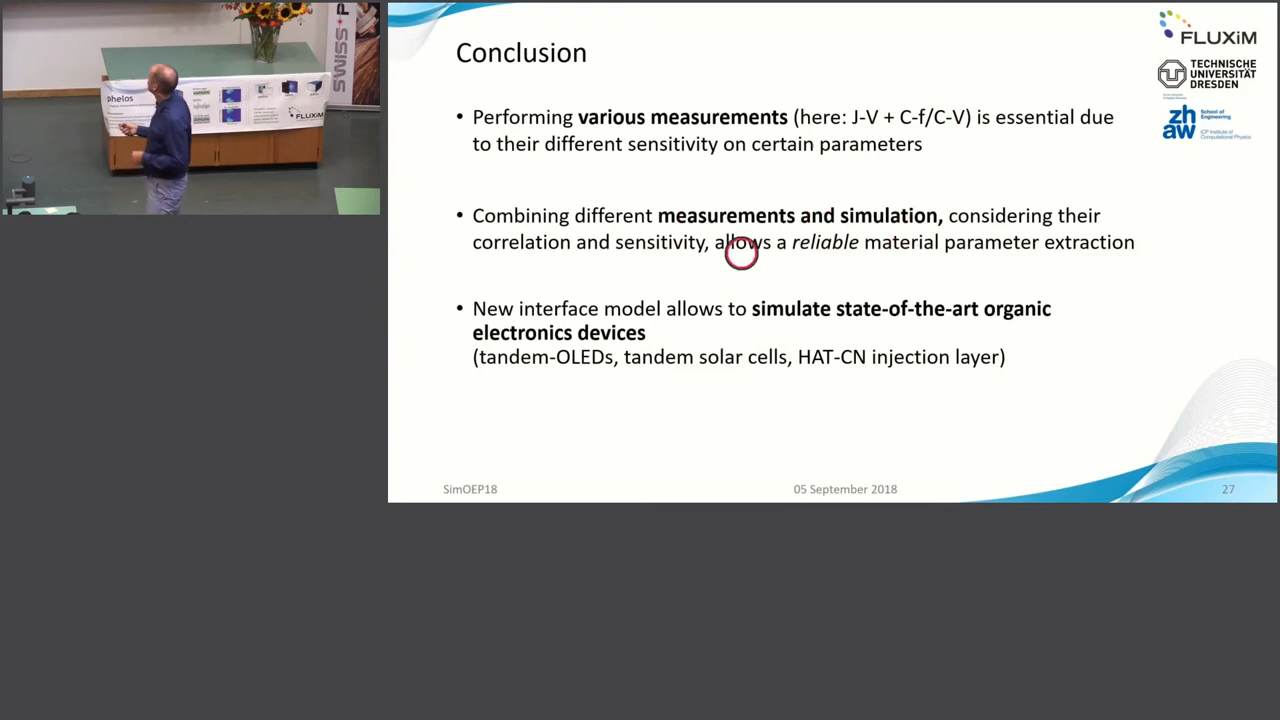 Conclusion
• Performing various measurements (here: J-V + C-f/C-V) is essential due
to their different sensitivity on certain parameters
• Combining different measurements and simulation, considering their
correlation and sensitivity, allows a reliable material parameter extraction
• New interface model allows to simulate state-of-the-art organic
electronics devices
(tandem-OLEDs, tandem solar cells, HAT-CN injection layer)
SimOEP18
05 September 2018
27
FLUXiM
TECHNISCHE
UNIVERSITÄT
DRESDEN
zh
aw
School of
Engineering
ICP Institute of
Computational Physics
SWISS
FLUXiM